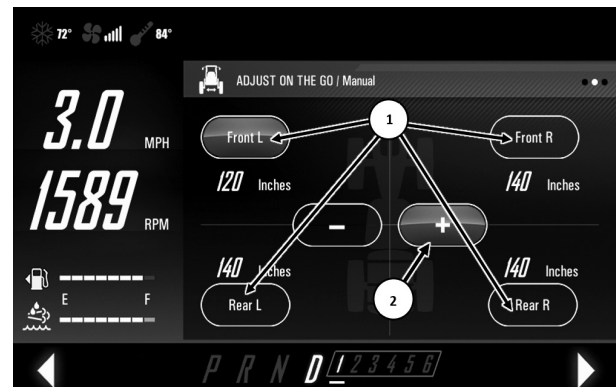 72° 84°
ADJUST ON THE GO / Manual
3.0 MPH
1589 RPM
1
Front L
Front R
120 Inches
140 Inches
- +
140 Inches
140 Inches
Rear L
2
Rear R
E F
P R N D 1 2 3 4 5 6